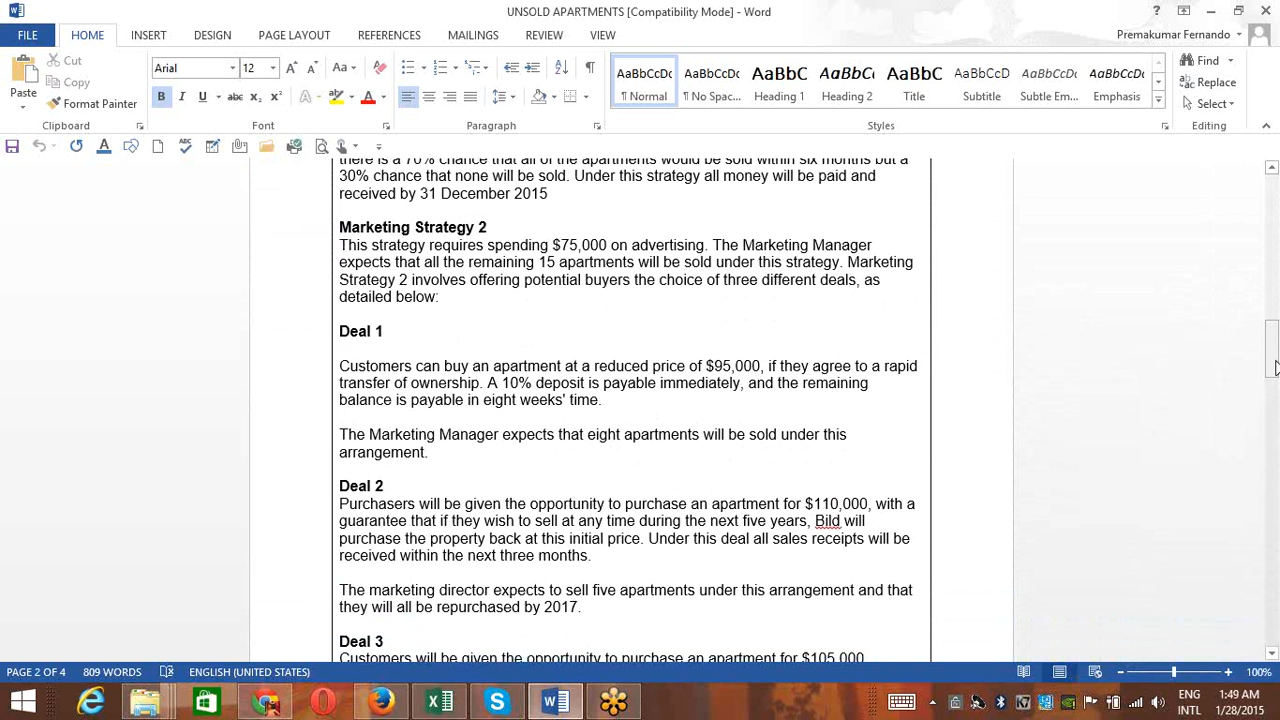 UNSOLD APARTMENTS [Compatibility Mode] - Word
FILE HOME INSERT DESIGN PAGE LAYOUT REFERENCES MAILINGS REVIEW VIEW Premakumar Fernando
Paste Cut Copy Format Painter
Clipboard
Arial 12
Font
Paragraph
AaBbCcDc AaBbCcDc AaBbC AaBbC AaBbC AaBbCcD AaBbCcDc AaBbCcDc
¶ Normal ¶ No Spac... Heading 1 Heading 2 Title Subtitle Subtle Em... Emphasis
Styles
Find
Replace
Select
Editing
there is a 70% chance that all of the apartments would be sold within six months but a
30% chance that none will be sold. Under this strategy all money will be paid and
received by 31 December 2015
Marketing Strategy 2
This strategy requires spending $75,000 on advertising. The Marketing Manager
expects that all the remaining 15 apartments will be sold under this strategy. Marketing
Strategy 2 involves offering potential buyers the choice of three different deals, as
detailed below:
Deal 1
Customers can buy an apartment at a reduced price of $95,000, if they agree to a rapid
transfer of ownership. A 10% deposit is payable immediately, and the remaining
balance is payable in eight weeks' time.
The Marketing Manager expects that eight apartments will be sold under this
arrangement.
Deal 2
Purchasers will be given the opportunity to purchase an apartment for $110,000, with a
guarantee that if they wish to sell at any time during the next five years, Bild will
purchase the property back at this initial price. Under this deal all sales receipts will be
received within the next three months.
The marketing director expects to sell five apartments under this arrangement and that
they will all be repurchased by 2017.
Deal 3
Customers will be given the opportunity to purchase an apartment for $105,000
PAGE 2 OF 4 809 WORDS ENGLISH (UNITED STATES) 100%
ENG 1:49 AM
INTL 1/28/2015